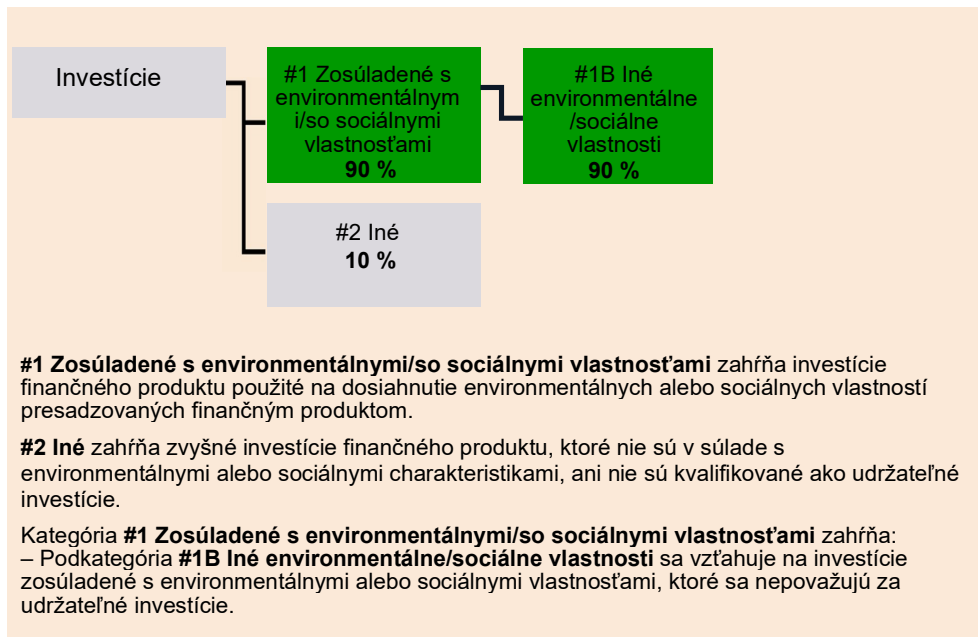 Investície
#1 Zosúladené s
environmentálnym
i/so sociálnymi
vlastnosťami
90 %
#1B Iné
environmentálne
/sociálne
vlastnosti
90 %
#2 Iné
10 %
#1 Zosúladené s environmentálnymi/so sociálnymi vlastnosťami zahŕňa investície
finančného produktu použité na dosiahnutie environmentálnych alebo sociálnych vlastností
presadzovaných finančným produktom.
#2 Iné zahŕňa zvyšné investície finančného produktu, ktoré nie sú v súlade s
environmentálnymi alebo sociálnymi charakteristikami, ani nie sú kvalifikované ako udržateľné
investície.
Kategória #1 Zosúladené s environmentálnymi/so sociálnymi vlastnosťami zahŕňa:
– Podkategória #1B Iné environmentálne/sociálne vlastnosti sa vzťahuje na investície
zosúladené s environmentálnymi alebo sociálnymi vlastnosťami, ktoré sa nepovažujú za
udržateľné investície.